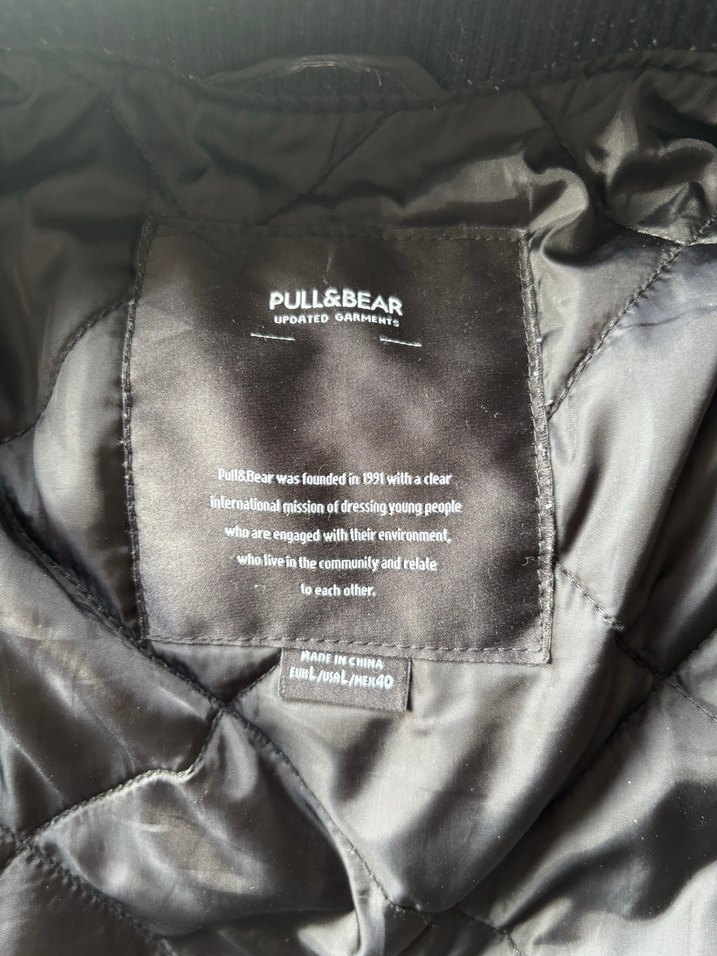 PULL&BEAR
UPDATED GARMENTS
Pull&Bear was founded in 1991 with a clear
international mission of dressing young people
who are engaged with their environment,
who live in the community and relate
to each other.
MADE IN CHINA
EUR L/USA L/MEX 40